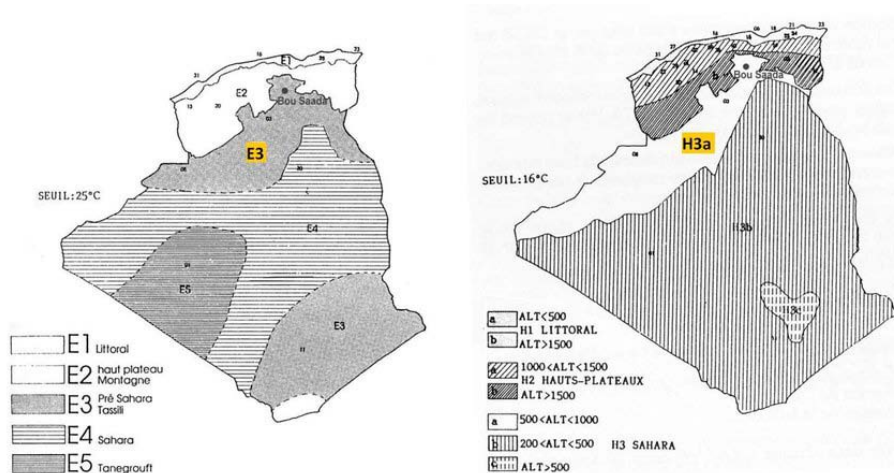 E1
E2
Bou Saada
E3
SEUIL:25°C
E4
E5
E3
E1 Littoral
E2 haut plateau
Montagne
E3 Pré Sahara
Tassili
E4 Sahara
E5 Tanegrouft
b
Bou Saada
H3a
SEUIL:16°C
H3b
H3c
a ALT<500
H1 LITTORAL
b ALT>1500
a 1000<ALT<1500
H2 HAUTS-PLATEAUX
b ALT>1500
a 500<ALT<1000
b 200<ALT<500 H3 SAHARA
c ALT>500